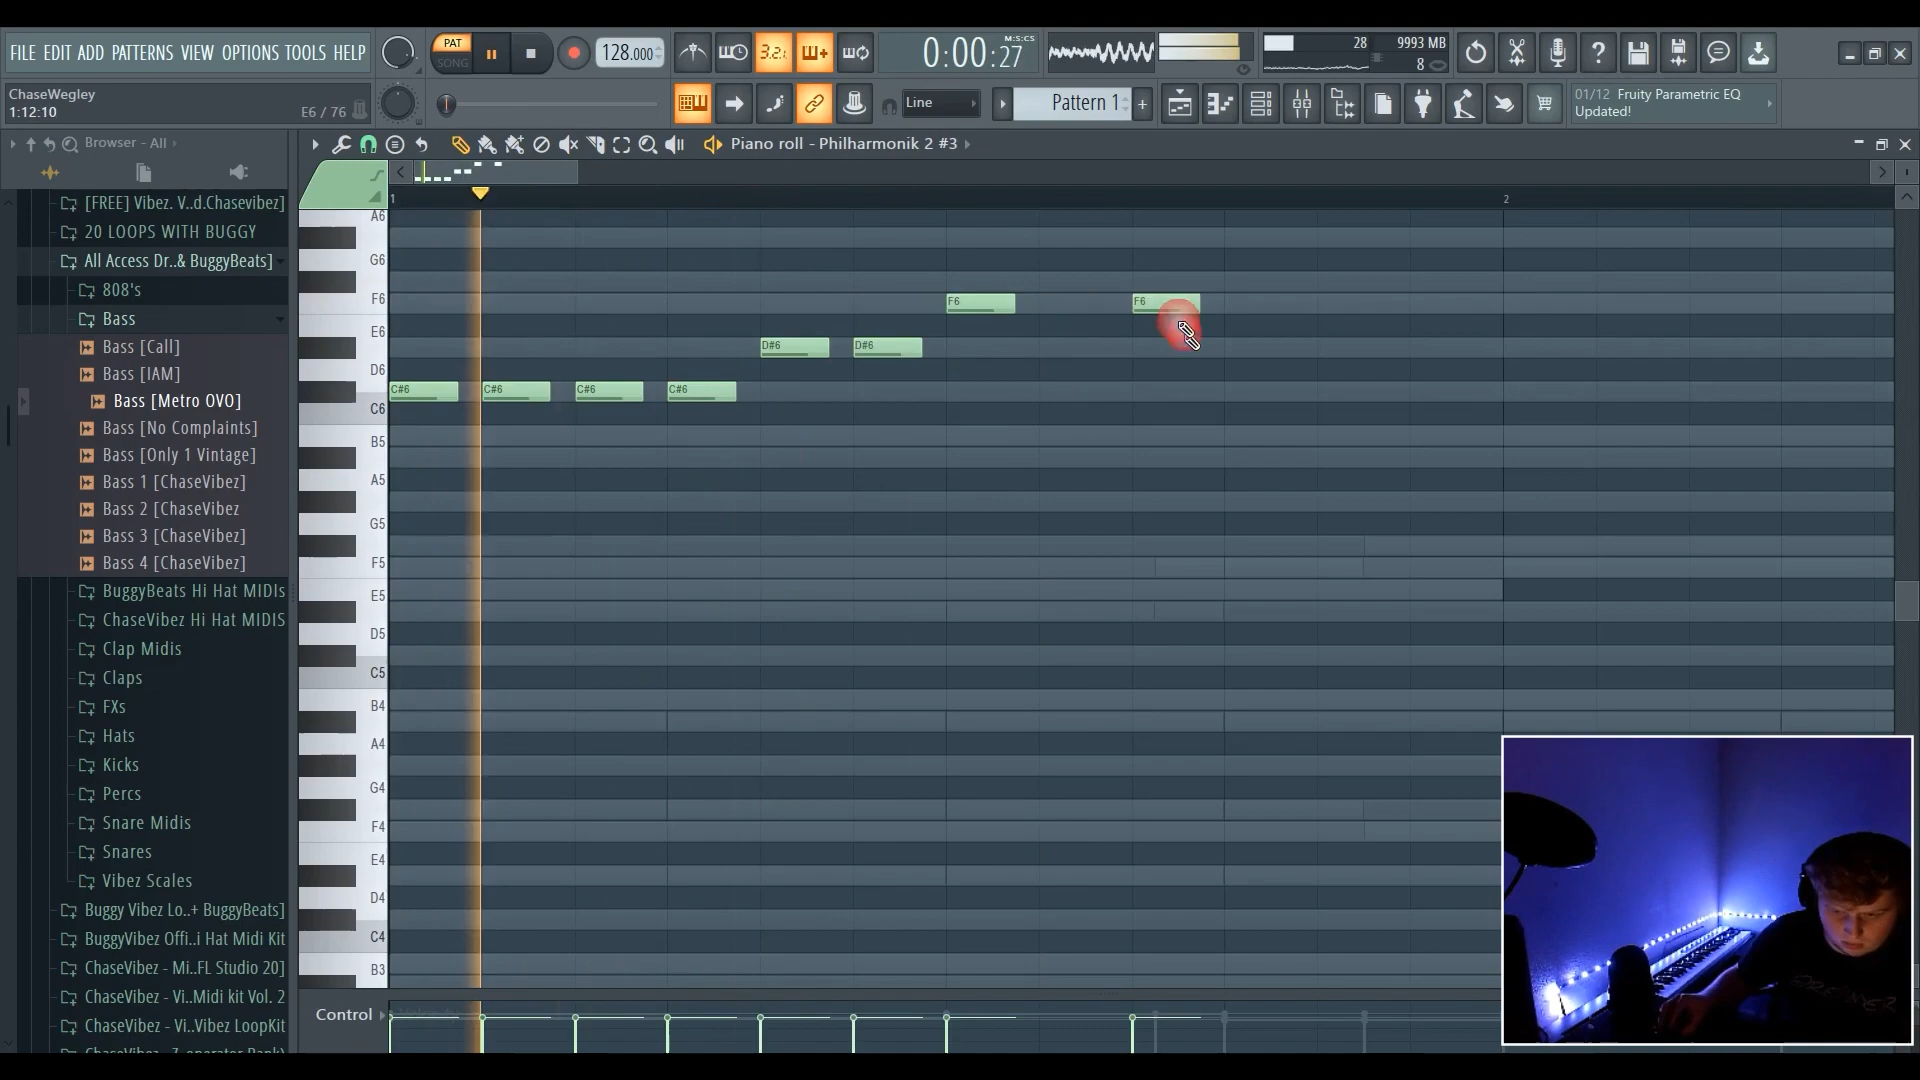 FILE EDIT ADD PATTERNS VIEW OPTIONS TOOLS HELP
PAT
SONG
128.000
3.2.1
0:00:27
M:S:CS
28
9993 MB
8
ChaseWegley
1:12:10
E6 / 76
Line
Pattern 1
+
01/12 Fruity Parametric EQ
Updated!
Browser - All
Piano roll - Philharmonik 2 #3
[FREE] Vibez. V..d.Chasevibez]
20 LOOPS WITH BUGGY
All Access Dr..& BuggyBeats]
808's
Bass
Bass [Call]
Bass [IAM]
Bass [Metro OVO]
Bass [No Complaints]
Bass [Only 1 Vintage]
Bass 1 [ChaseVibez]
Bass 2 [ChaseVibez
Bass 3 [ChaseVibez]
Bass 4 [ChaseVibez]
BuggyBeats Hi Hat MIDIs
ChaseVibez Hi Hat MIDIS
Clap Midis
Claps
FXs
Hats
Kicks
Percs
Snare Midis
Snares
Vibez Scales
Buggy Vibez Lo..+ BuggyBeats]
BuggyVibez Offi..i Hat Midi Kit
ChaseVibez - Mi..FL Studio 20]
ChaseVibez - Vi..Midi kit Vol. 2
ChaseVibez - Vi..Vibez LoopKit
1
2
A6
G6
F6
E6
D6
C6
B5
A5
G5
F5
E5
D5
C5
B4
A4
G4
F4
E4
D4
C4
B3
F6
F6
D#6
D#6
C#6
C#6
C#6
C#6
Control